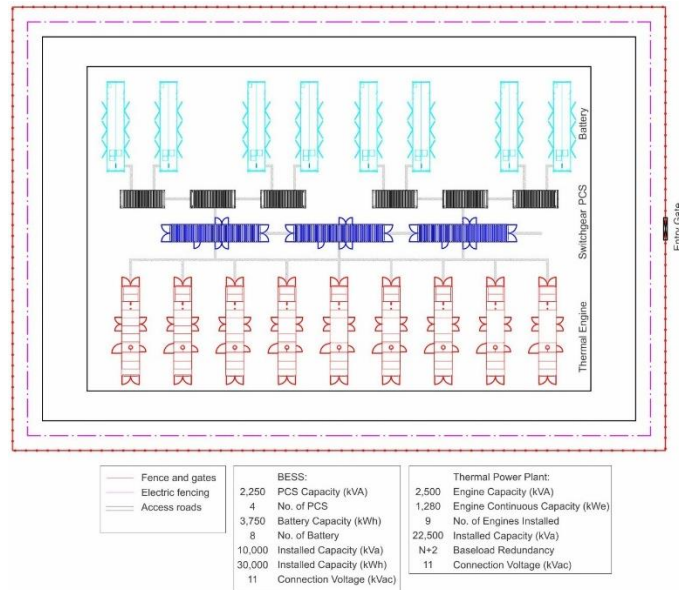 Battery
Switchgear PCS
Thermal Engine
Entry Gate
Fence and gates
Electric fencing
Access roads
BESS:
2,250 PCS Capacity (kVA)
4 No. of PCS
3,750 Battery Capacity (kWh)
8 No. of Battery
10,000 Installed Capacity (kVa)
30,000 Installed Capacity (kWh)
11 Connection Voltage (kVac)
Thermal Power Plant:
2,500 Engine Capacity (kVA)
1,280 Engine Continuous Capacity (kWe)
9 No. of Engines Installed
22,500 Installed Capacity (kVa)
N+2 Baseload Redundancy
11 Connection Voltage (kVac)